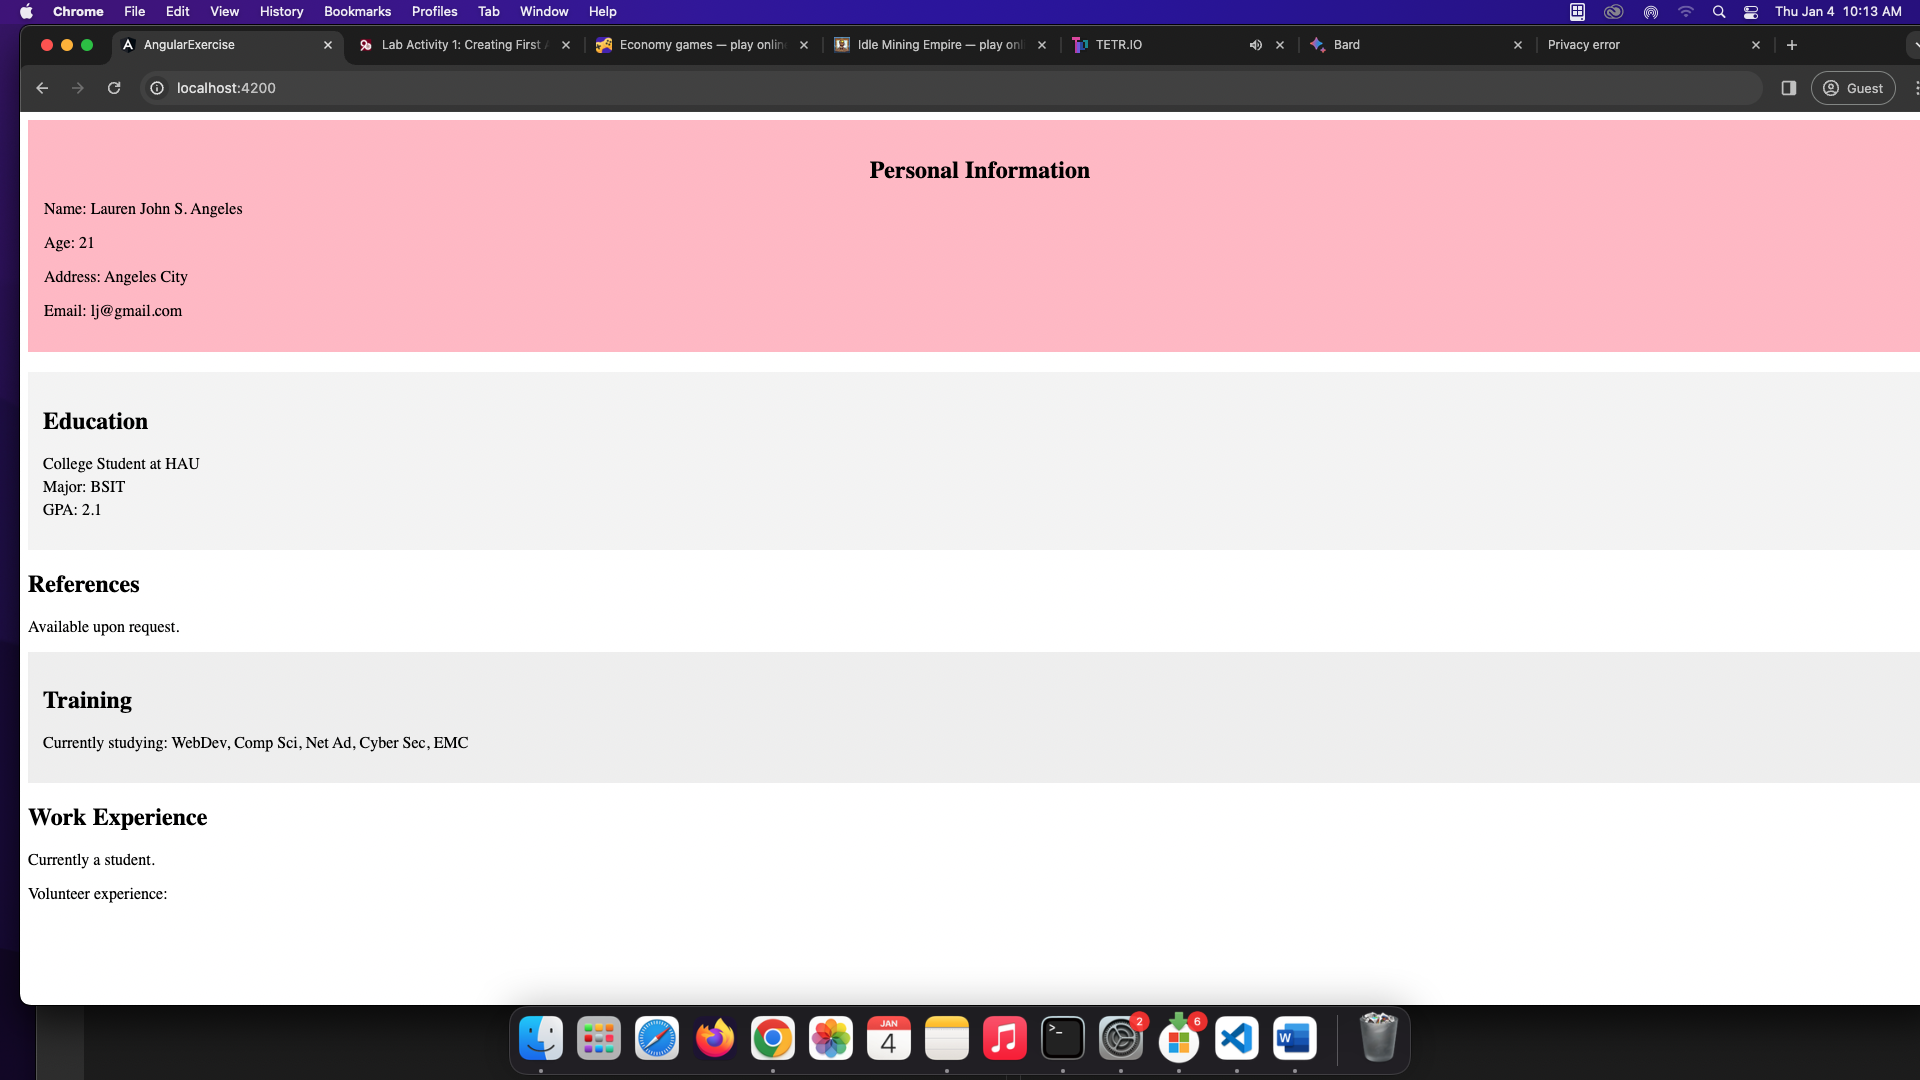 Chrome File Edit View History Bookmarks Profiles Tab Window Help Thu Jan 4 10:13 AM
AngularExercise Lab Activity 1: Creating First Economy games — play onlin Idle Mining Empire — play onl TETR.IO Bard Privacy error
localhost:4200 Guest
Personal Information
Name: Lauren John S. Angeles
Age: 21
Address: Angeles City
Email: lj@gmail.com
Education
College Student at HAU
Major: BSIT
GPA: 2.1
References
Available upon request.
Training
Currently studying: WebDev, Comp Sci, Net Ad, Cyber Sec, EMC
Work Experience
Currently a student.
Volunteer experience:
JAN
4
>_
2
6
W